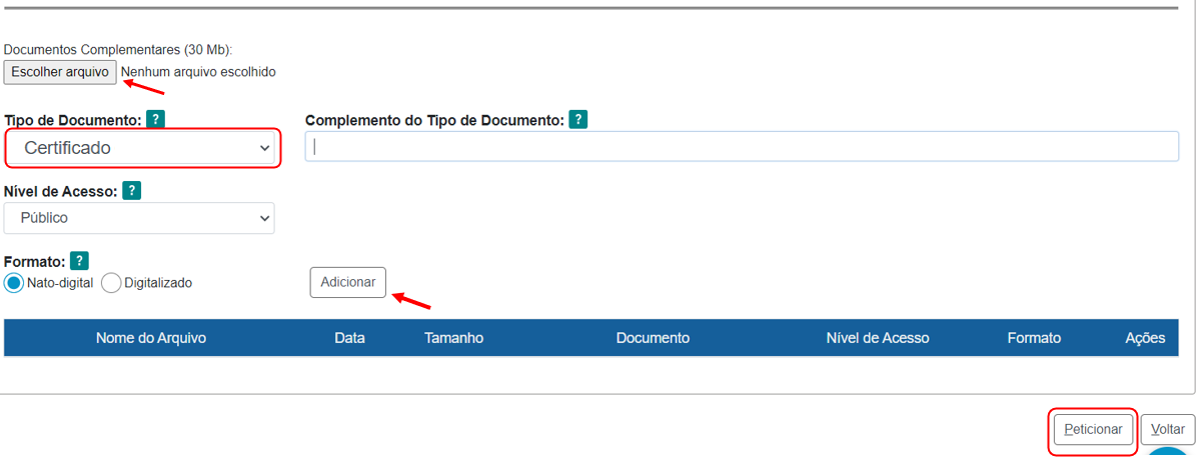 Documentos Complementares (30 Mb):
Escolher arquivo Nenhum arquivo escolhido
Tipo de Documento: ? Complemento do Tipo de Documento: ?
Certificado
Nível de Acesso: ?
Público
Formato: ?
Nato-digital Digitalizado Adicionar
Nome do Arquivo Data Tamanho Documento Nível de Acesso Formato Ações
Peticionar Voltar